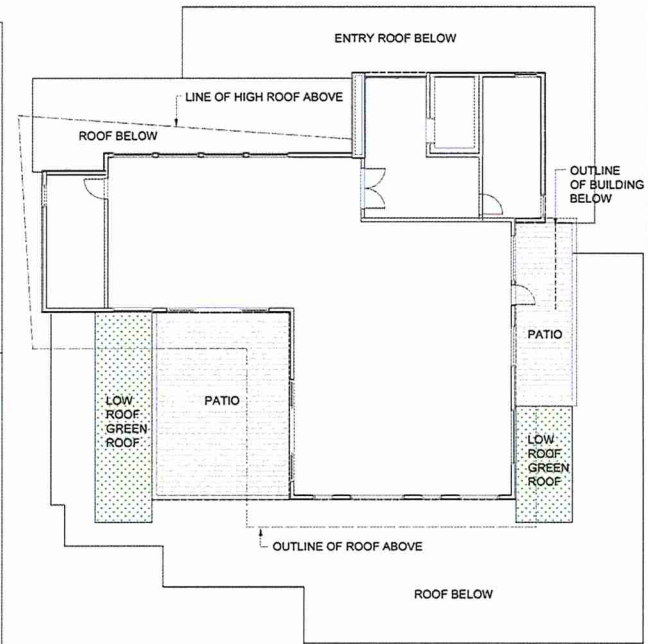 ENTRY ROOF BELOW
LINE OF HIGH ROOF ABOVE
ROOF BELOW
OUTLINE
OF BUILDING
BELOW
PATIO
PATIO
LOW
ROOF
GREEN
ROOF
LOW
ROOF
GREEN
ROOF
OUTLINE OF ROOF ABOVE
ROOF BELOW